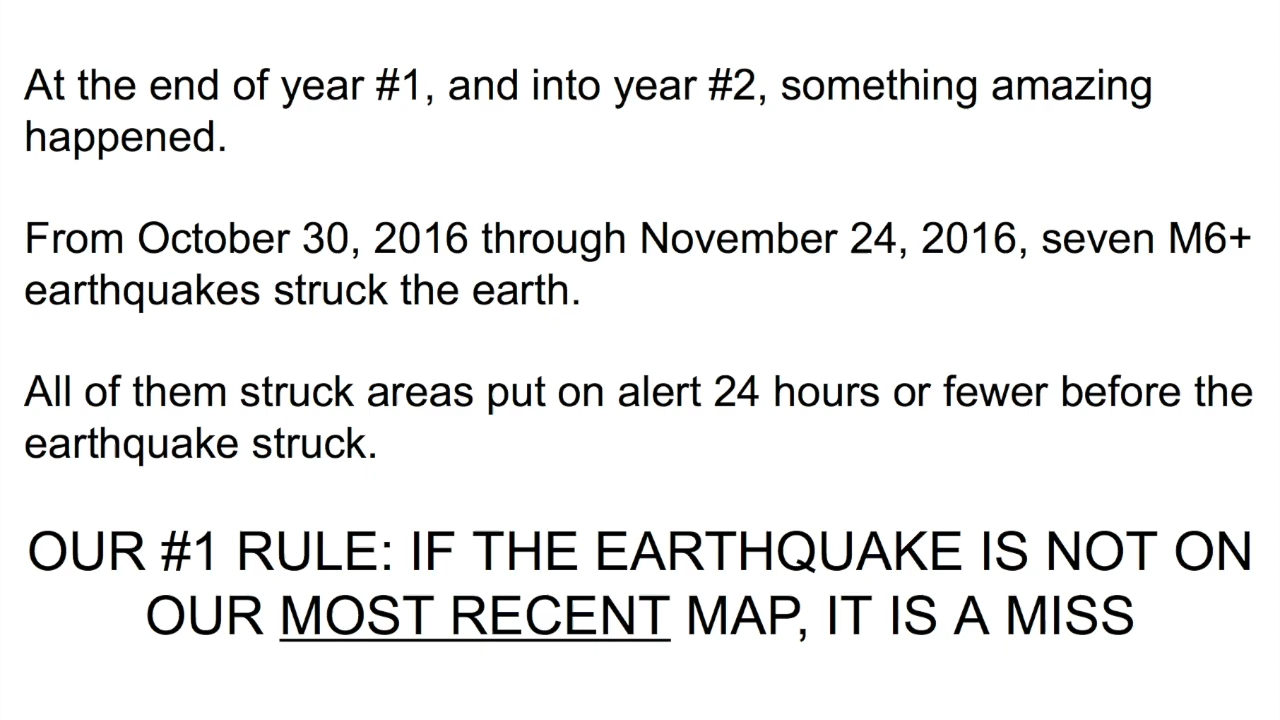 At the end of year #1, and into year #2, something amazing
happened.
From October 30, 2016 through November 24, 2016, seven M6+
earthquakes struck the earth.
All of them struck areas put on alert 24 hours or fewer before the
earthquake struck.
OUR #1 RULE: IF THE EARTHQUAKE IS NOT ON
OUR MOST RECENT MAP, IT IS A MISS